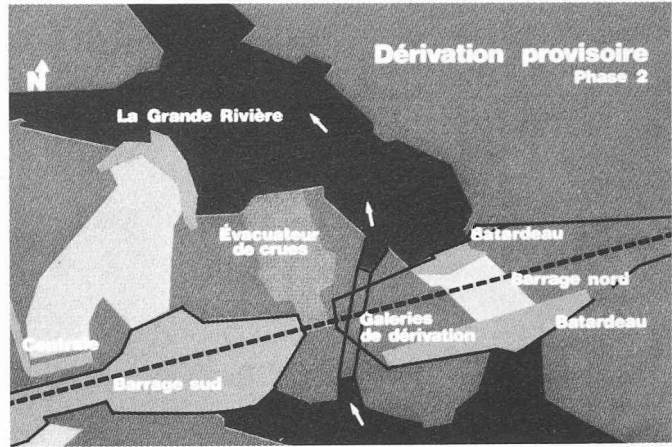 Dérivation provisoire
Phase 2
N
La Grande Rivière
Évacuateur
de crues
Batardeau
Barrage nord
Galeries
de dérivation
Batardeau
Centrale
Barrage sud